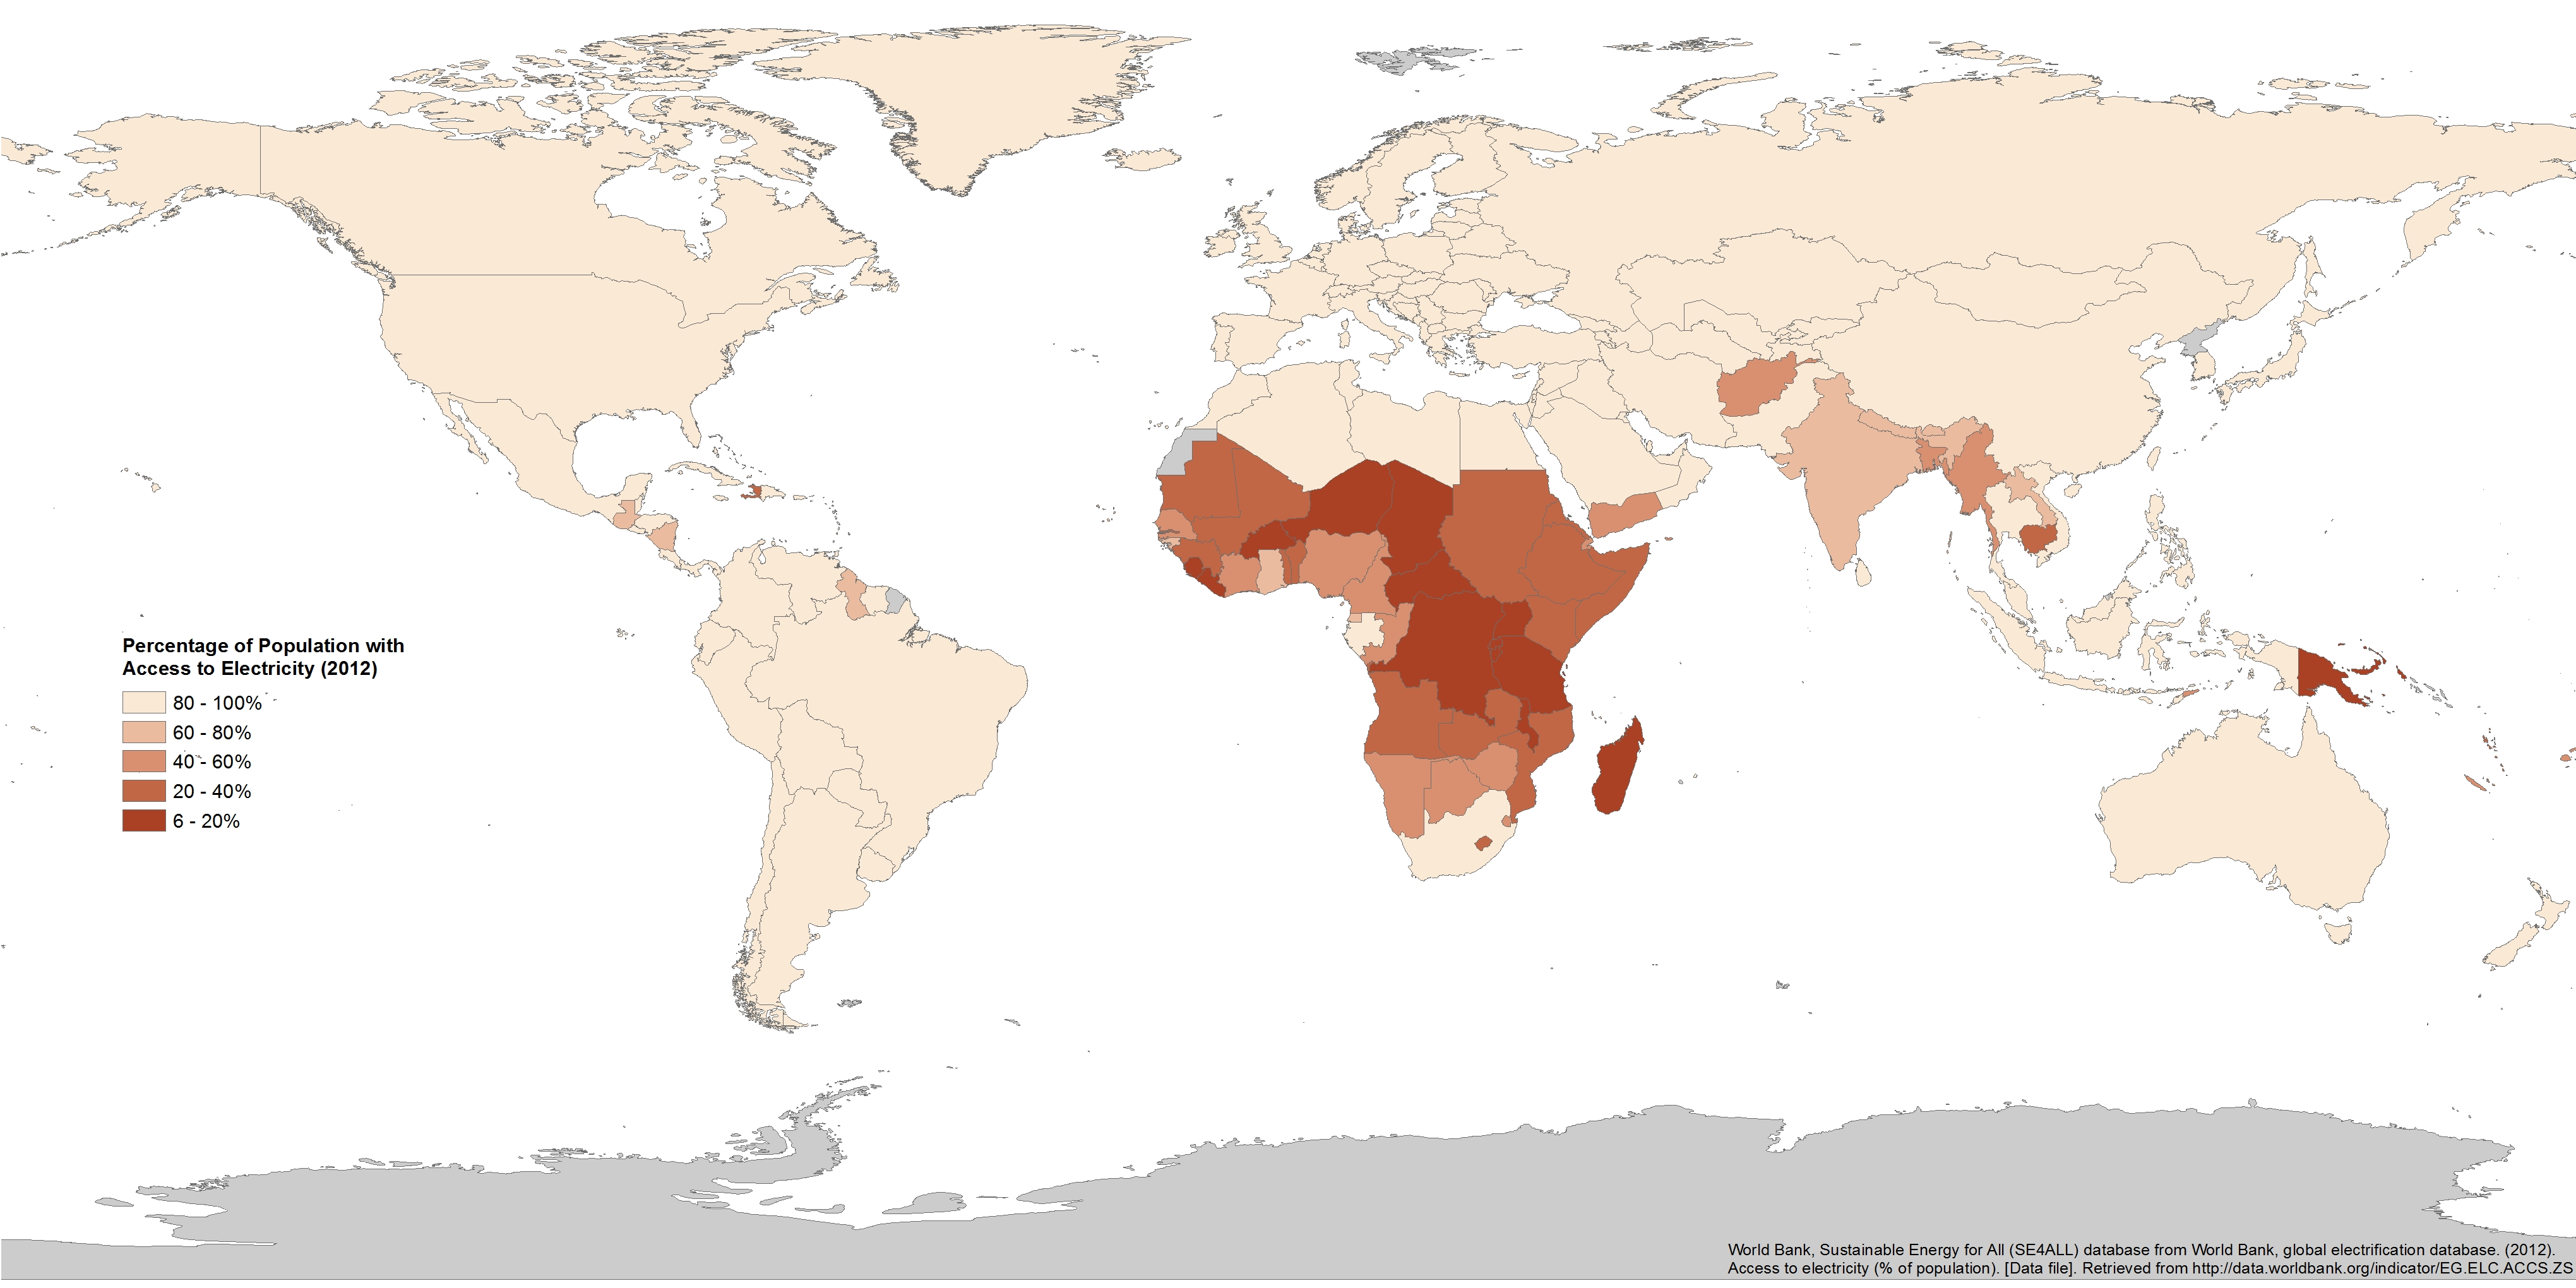 Percentage of Population with
Access to Electricity (2012)
80 - 100%
60 - 80%
40 - 60%
20 - 40%
6 - 20%
World Bank, Sustainable Energy for All (SE4ALL) database from World Bank, global electrification database. (2012).
Access to electricity (% of population). [Data file]. Retrieved from http://data.worldbank.org/indicator/EG.ELC.ACCS.ZS